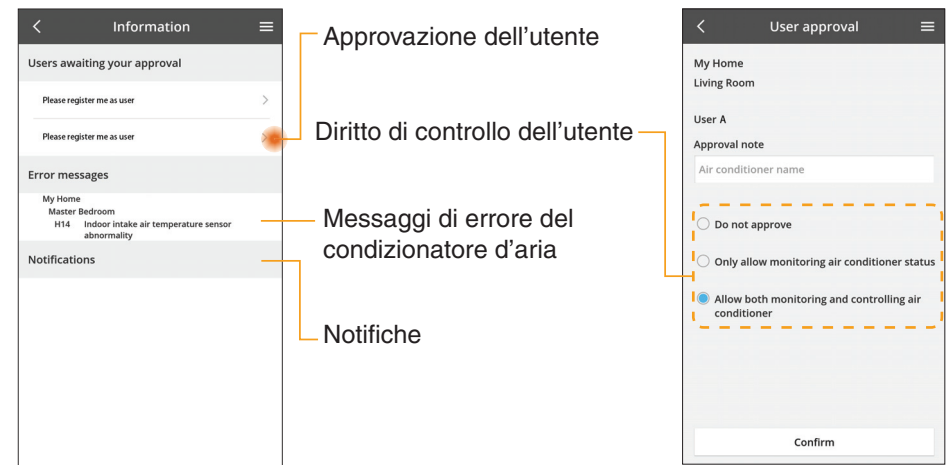 Information
Users awaiting your approval
Please register me as user
Please register me as user
Error messages
My Home
Master Bedroom
H14 Indoor intake air temperature sensor
abnormality
Notifications
Approvazione dell'utente
Diritto di controllo dell'utente
Messaggi di errore del
condizionatore d'aria
Notifiche
User approval
My Home
Living Room
User A
Approval note
Air conditioner name
Do not approve
Only allow monitoring air conditioner status
Allow both monitoring and controlling air
conditioner
Confirm